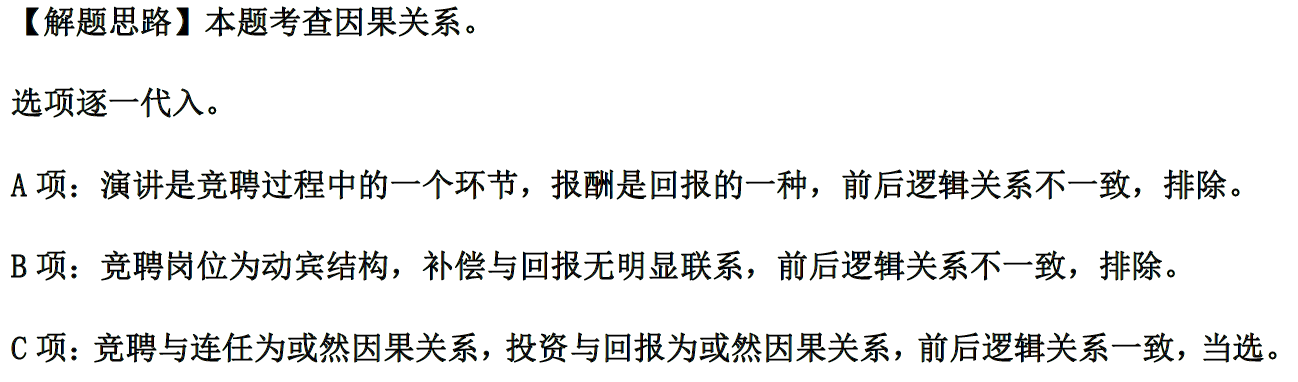 【解题思路】本题考查因果关系。
选项逐一代入。
A 项：演讲是竞聘过程中的一个环节，报酬是回报的一种，前后逻辑关系不一致，排除。
B 项：竞聘岗位为动宾结构，补偿与回报无明显联系，前后逻辑关系不一致，排除。
C 项：竞聘与连任为或然因果关系，投资与回报为或然因果关系，前后逻辑关系一致，当选。